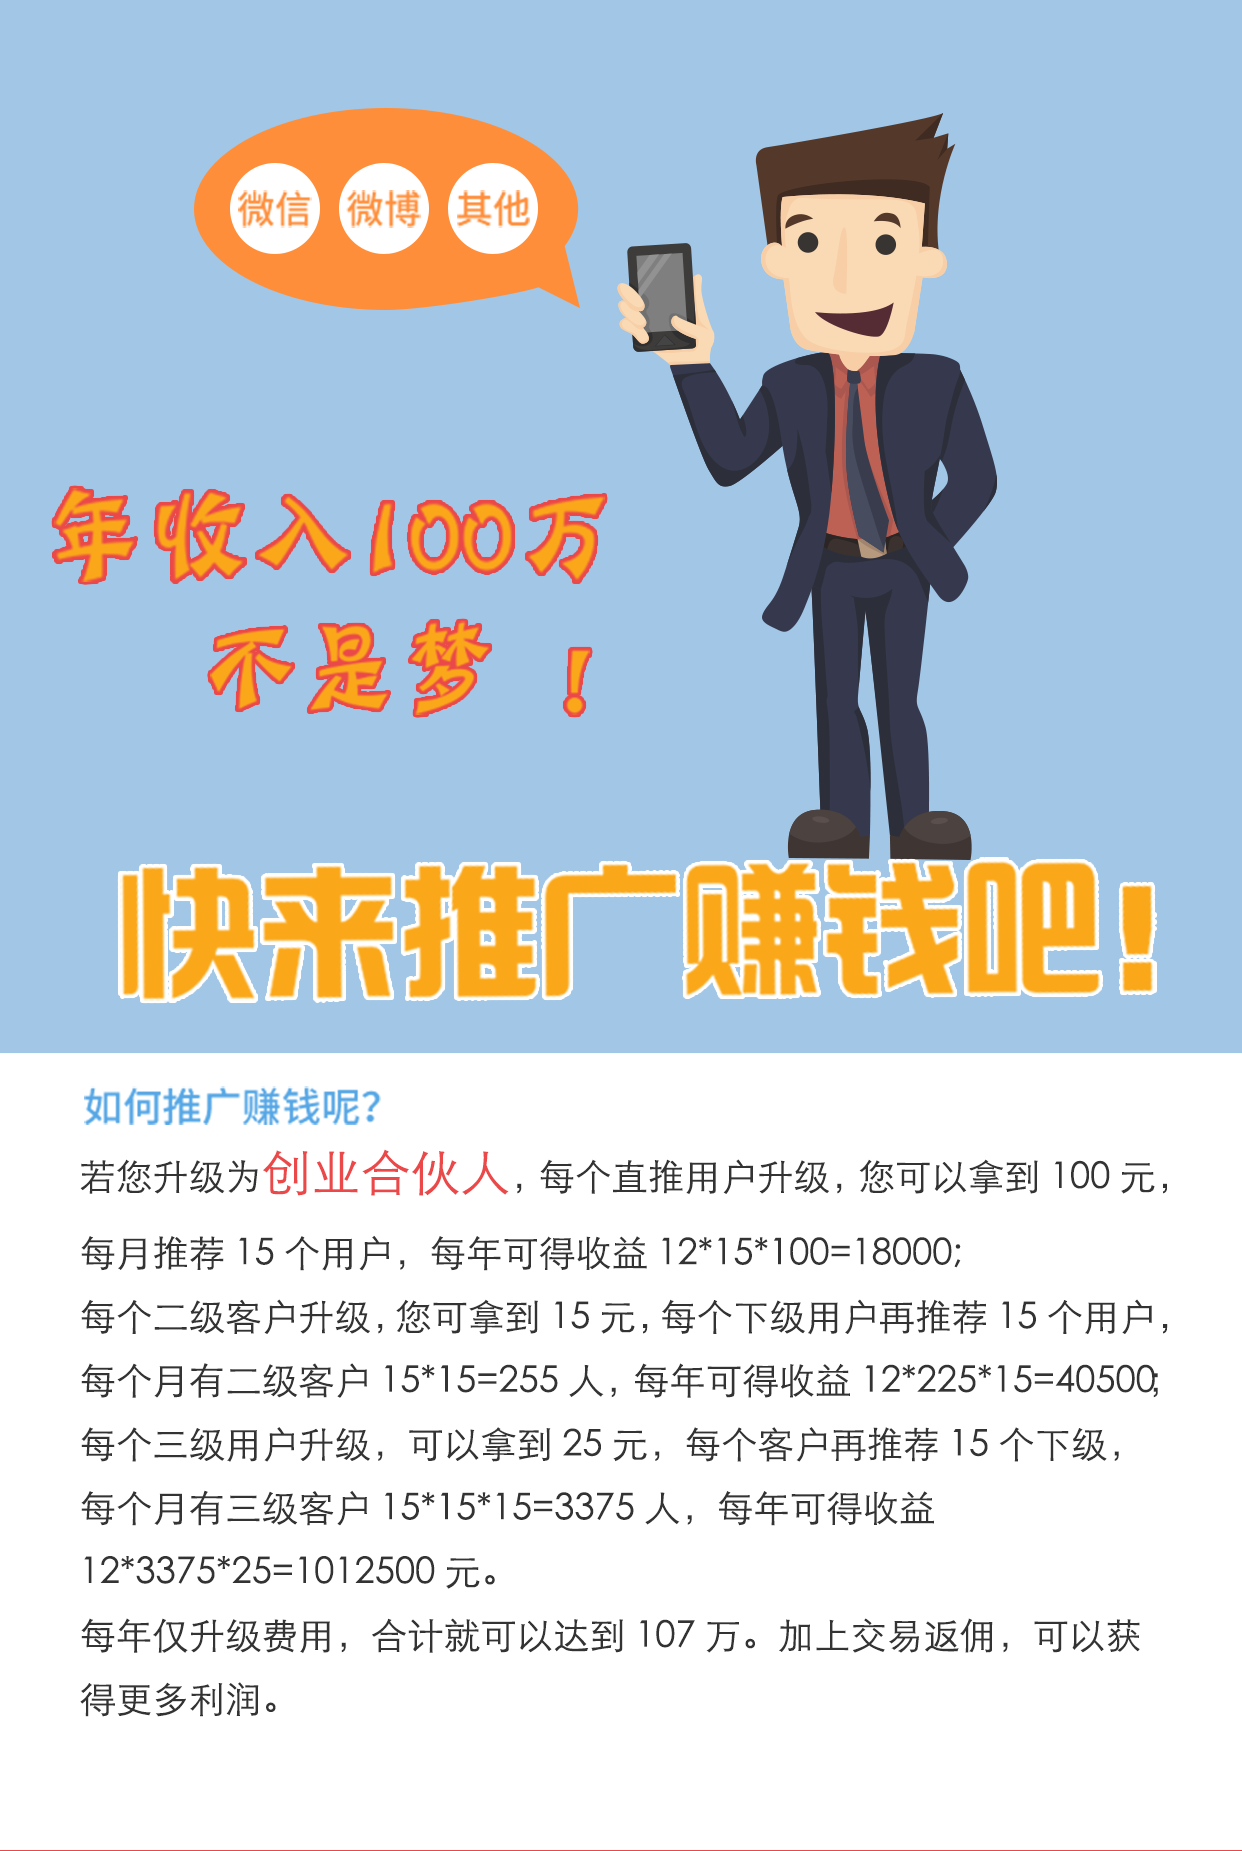 微信 微博 其他
年收入100万
不是梦！
快来推广赚钱吧！
如何推广赚钱呢？
若您升级为创业合伙人，每个直推用户升级，您可以拿到 100 元，
每月推荐 15 个用户，每年可得收益 12*15*100=18000;
每个二级客户升级，您可拿到 15 元，每个下级用户再推荐 15 个用户，
每个月有二级客户 15*15=255 人，每年可得收益 12*225*15=40500;
每个三级用户升级，可以拿到 25 元，每个客户再推荐 15 个下级，
每个月有三级客户 15*15*15=3375 人，每年可得收益
12*3375*25=1012500 元。
每年仅升级费用，合计就可以达到 107 万。加上交易返佣，可以获
得更多利润。